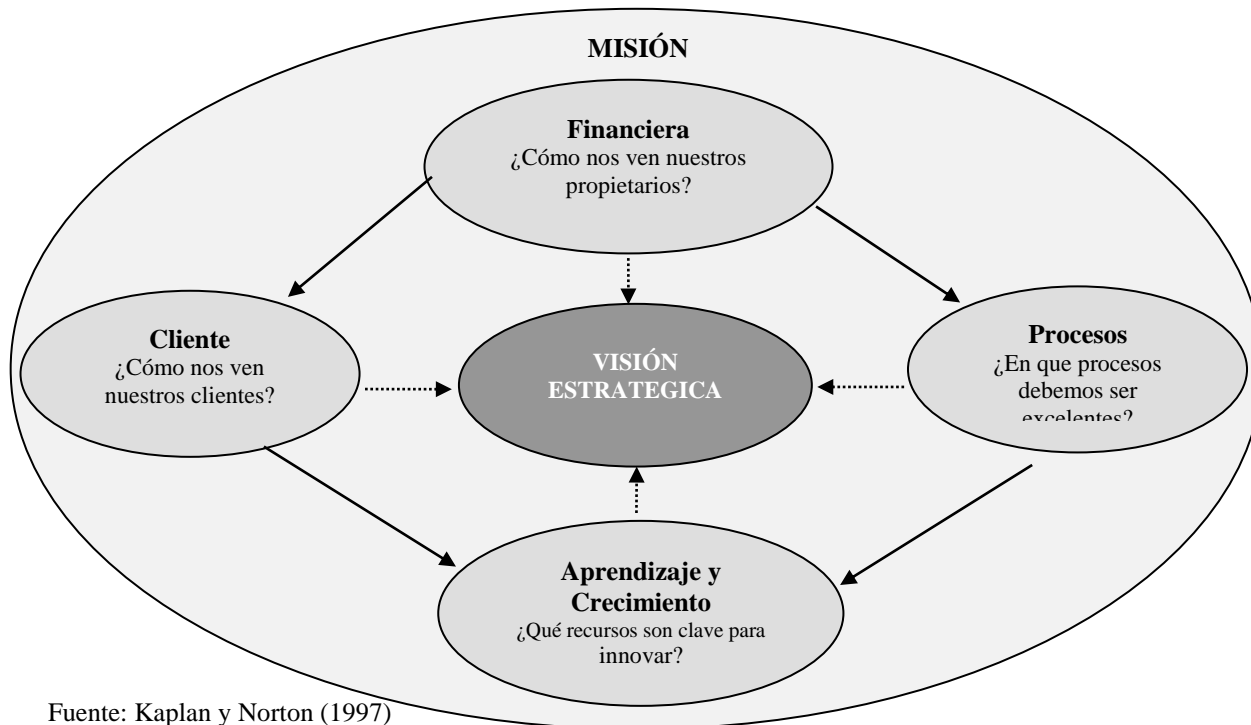 MISIÓN
Financiera
¿Cómo nos ven nuestros
propietarios?
Cliente
¿Cómo nos ven
nuestros clientes?
VISIÓN
ESTRATEGICA
Procesos
¿En que procesos
debemos ser
excelentes?
Aprendizaje y
Crecimiento
¿Qué recursos son clave para
innovar?
Fuente: Kaplan y Norton (1997)